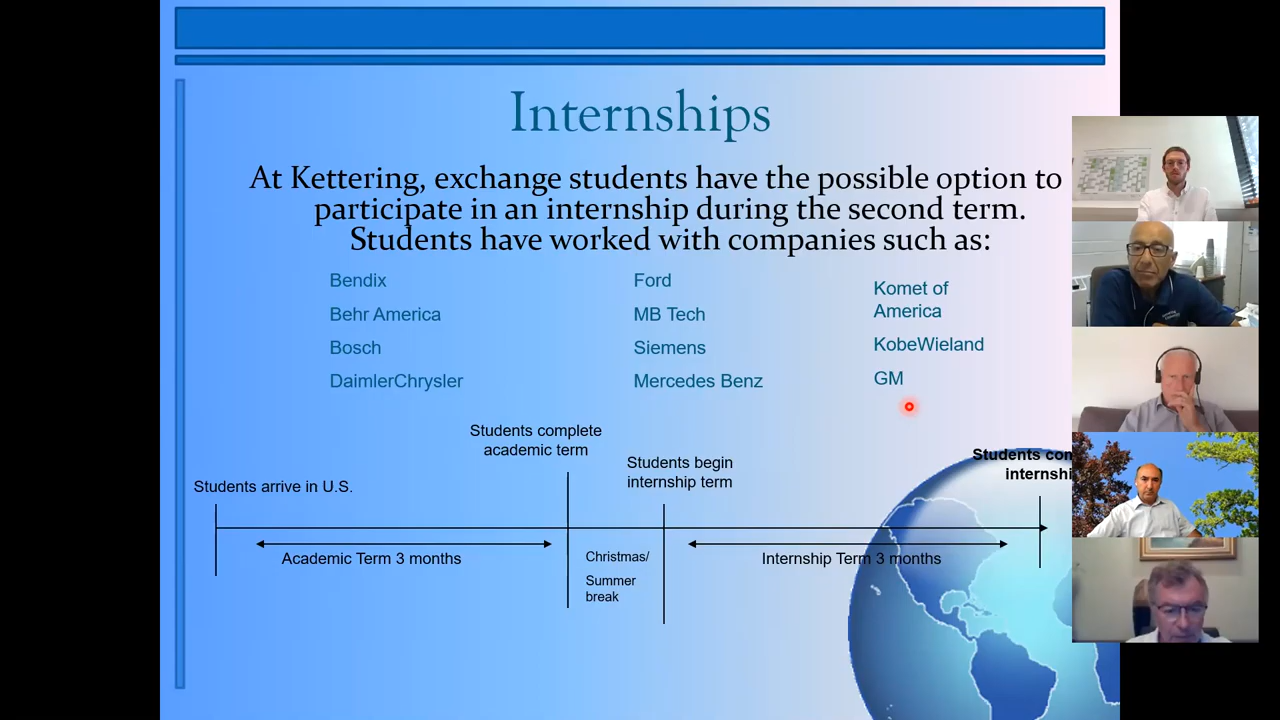 Internships
At Kettering, exchange students have the possible option to
participate in an internship during the second term.
Students have worked with companies such as:
Bendix
Behr America
Bosch
DaimlerChrysler
Ford
MB Tech
Siemens
Mercedes Benz
Komet of
America
KobeWieland
GM
Students arrive in U.S.
Students complete
academic term
Students begin
internship term
Students con
internshi
Academic Term 3 months
Christmas/
Summer
break
Internship Term 3 months